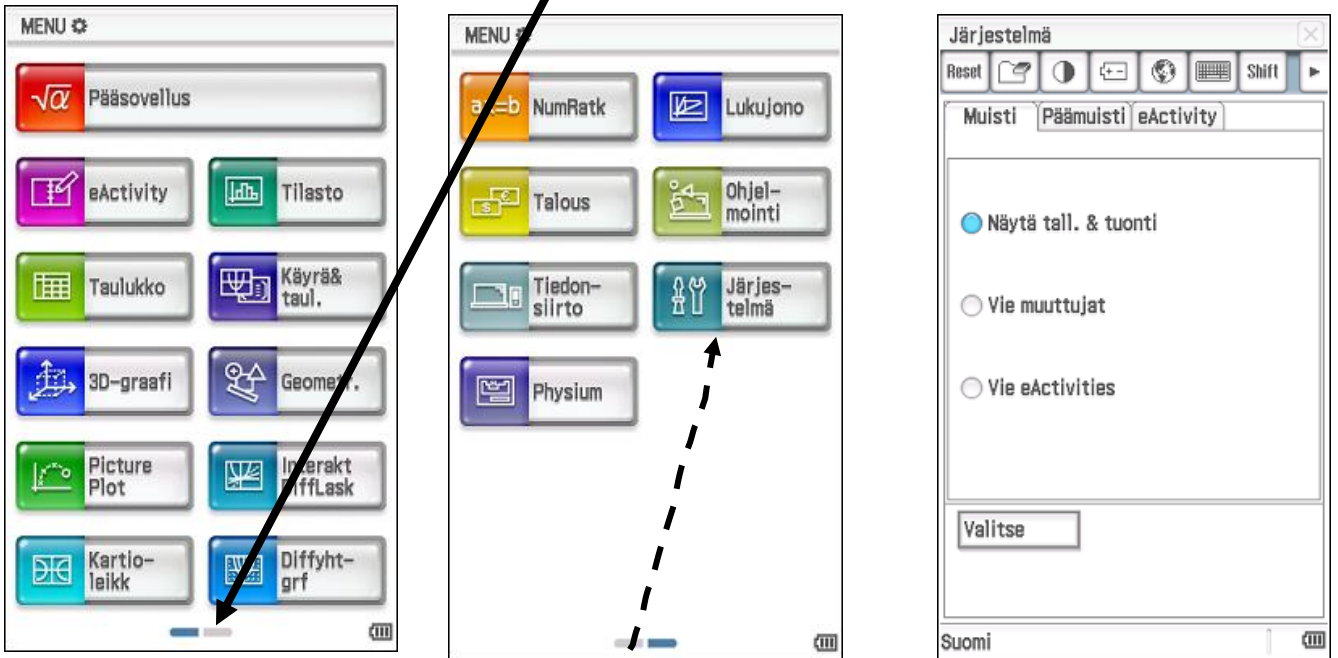 MENU
Pääsovellus
eActivity
Tilasto
Taulukko
Käyrä&
taul.
3D-graafi
Geometr.
Picture
Plot
Interakt
DiffLask
Kartio-
leikk
Diffyht-
grf
MENU
ax=b
NumRatk
Lukujono
Talous
Ohjel-
mointi
Tiedon-
siirto
Järjes-
telmä
Physium
Järjestelmä
Reset
Shift
Muisti
Päämuisti
eActivity
Näytä tall. & tuonti
Vie muuttujat
Vie eActivities
Valitse
Suomi